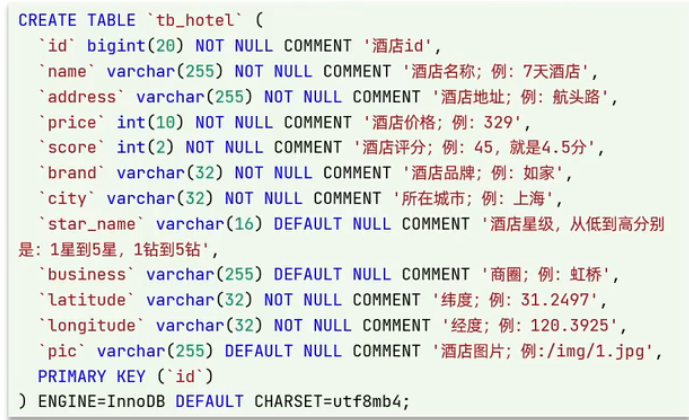 CREATE TABLE `tb_hotel` (
  `id` bigint(20) NOT NULL COMMENT '酒店id',
  `name` varchar(255) NOT NULL COMMENT '酒店名称；例：7天酒店',
  `address` varchar(255) NOT NULL COMMENT '酒店地址；例：航头路',
  `price` int(10) NOT NULL COMMENT '酒店价格；例：329',
  `score` int(2) NOT NULL COMMENT '酒店评分；例：45，就是4.5分',
  `brand` varchar(32) NOT NULL COMMENT '酒店品牌；例：如家',
  `city` varchar(32) NOT NULL COMMENT '所在城市；例：上海',
  `star_name` varchar(16) DEFAULT NULL COMMENT '酒店星级，从低到高分别
是：1星到5星，1钻到5钻',
  `business` varchar(255) DEFAULT NULL COMMENT '商圈；例：虹桥',
  `latitude` varchar(32) NOT NULL COMMENT '纬度；例：31.2497',
  `longitude` varchar(32) NOT NULL COMMENT '经度；例：120.3925',
  `pic` varchar(255) DEFAULT NULL COMMENT '酒店图片；例:/img/1.jpg',
  PRIMARY KEY (`id`)
) ENGINE=InnoDB DEFAULT CHARSET=utf8mb4;